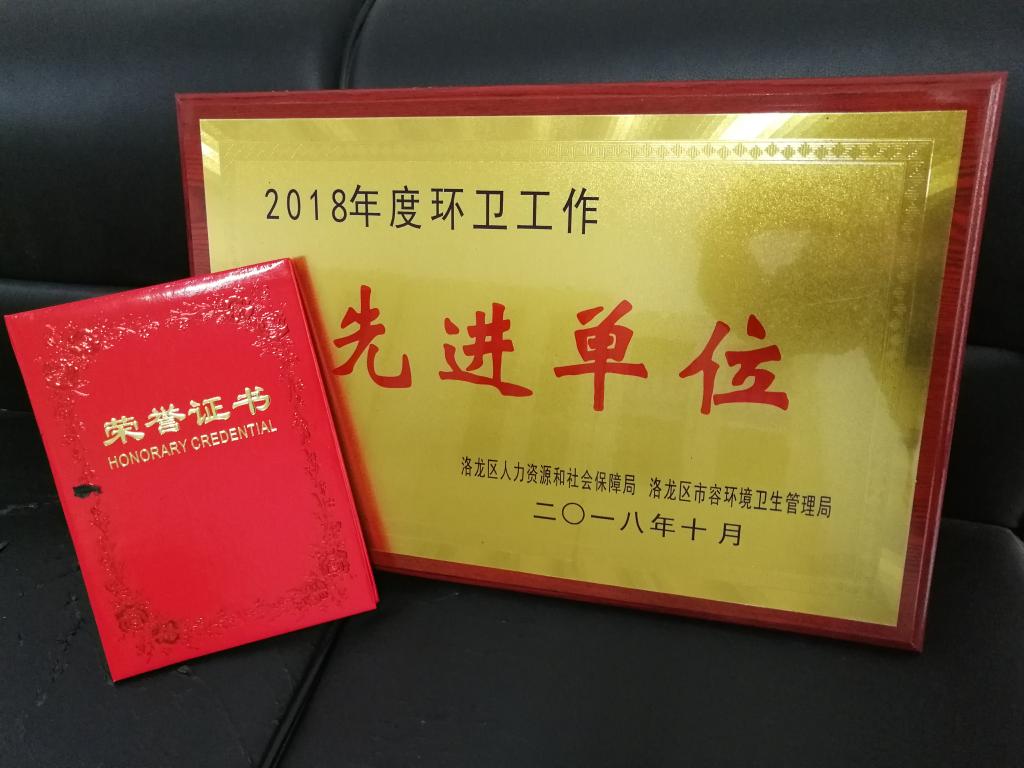 2018年度环卫工作
先进单位
洛龙区人力资源和社会保障局 洛龙区市容环境卫生管理局
二〇一八年十月
荣誉证书
HONORARY CREDENTIAL